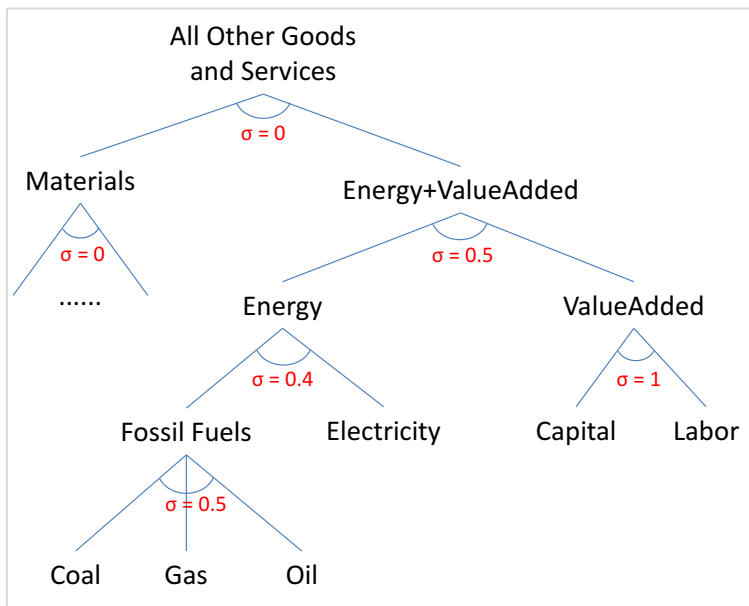 All Other Goods
and Services
σ = 0
Materials
Energy+ValueAdded
σ = 0
σ = 0.5
......
Energy
ValueAdded
σ = 0.4
σ = 1
Fossil Fuels
Electricity
Capital
Labor
σ = 0.5
Coal
Gas
Oil